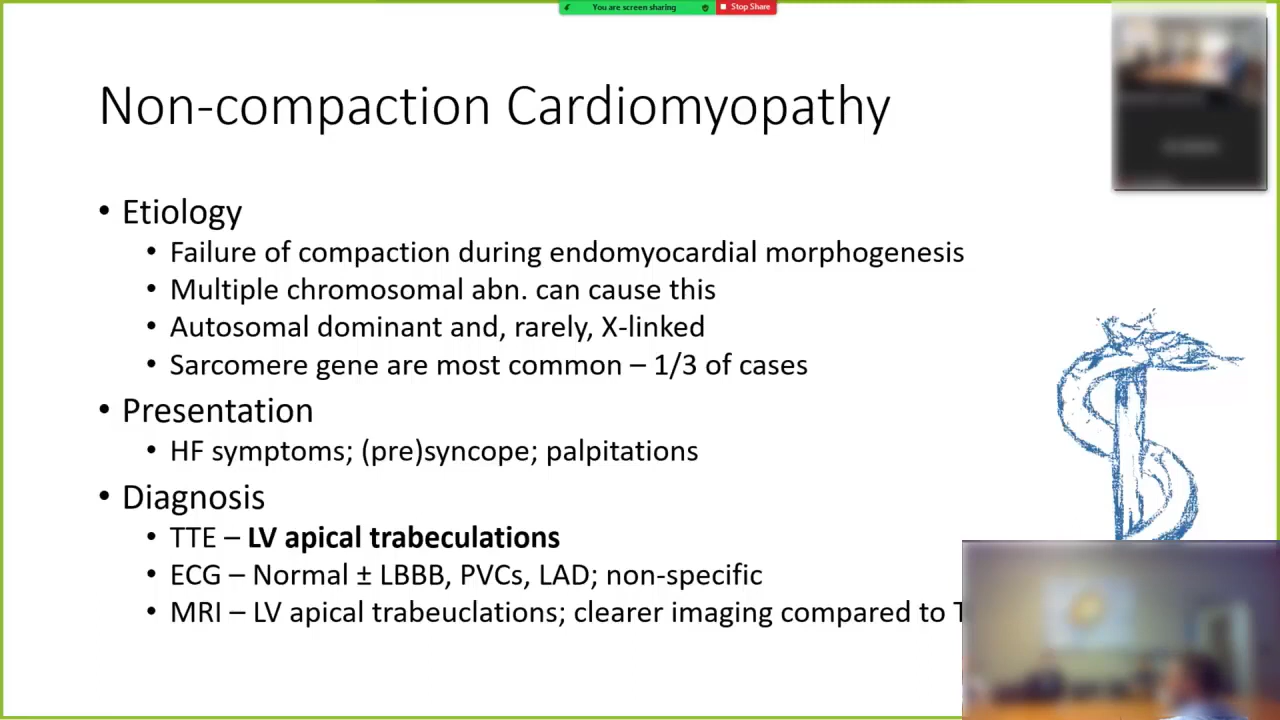 You are screen sharing Stop Share
Non-compaction Cardiomyopathy
• Etiology
• Failure of compaction during endomyocardial morphogenesis
• Multiple chromosomal abn. can cause this
• Autosomal dominant and, rarely, X-linked
• Sarcomere gene are most common – 1/3 of cases
• Presentation
• HF symptoms; (pre)syncope; palpitations
• Diagnosis
• TTE – LV apical trabeculations
• ECG – Normal ± LBBB, PVCs, LAD; non-specific
• MRI – LV apical trabeuclations; clearer imaging compared to